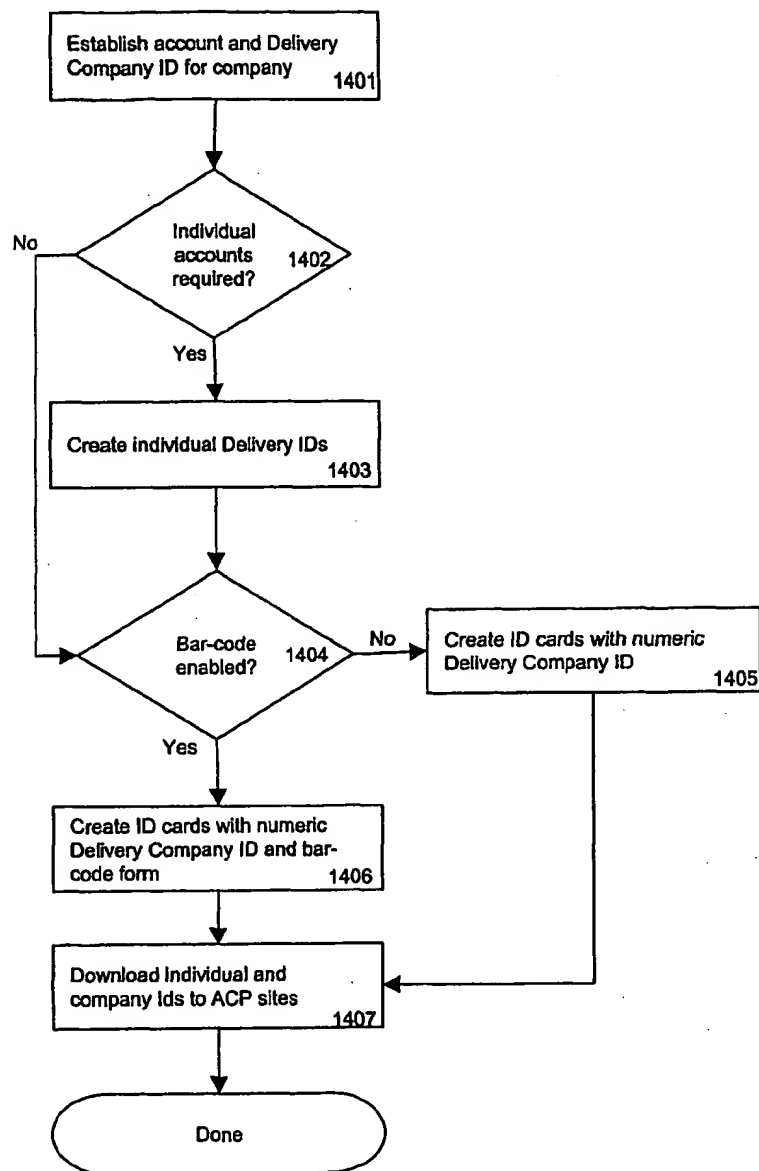 Establish account and Delivery
Company ID for company
1401
No
Individual
accounts
required?
1402
Yes
Create individual Delivery IDs
1403
Bar-code
enabled?
1404
No
Create ID cards with numeric
Delivery Company ID
1405
Yes
Create ID cards with numeric
Delivery Company ID and bar-
code form
1406
Download Individual and
company Ids to ACP sites
1407
Done